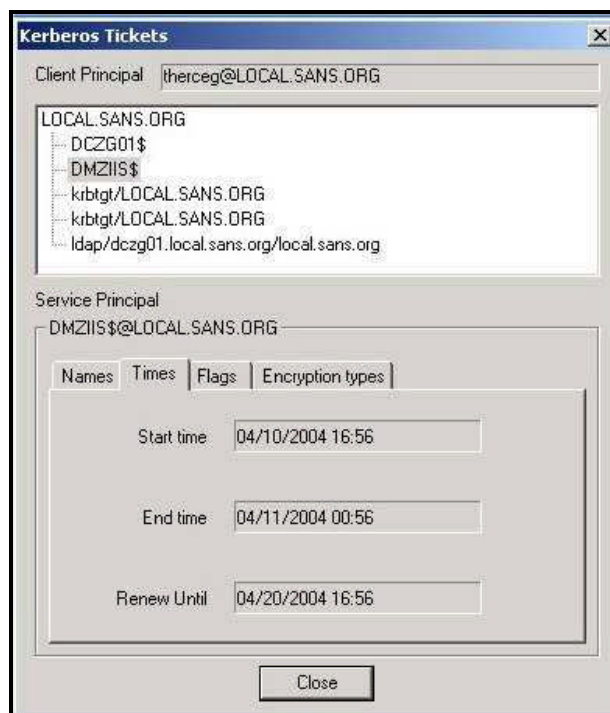 Kerberos Tickets
Client Principal therceg@LOCAL.SANS.ORG
LOCAL.SANS.ORG
DCZG01$
DMZIIS$
krbtgt/LOCAL.SANS.ORG
krbtgt/LOCAL.SANS.ORG
ldap/dczg01.local.sans.org/local.sans.org
Service Principal
DMZIIS$@LOCAL.SANS.ORG
Names Times Flags Encryption types
Start time 04/10/2004 16:56
End time 04/11/2004 00:56
Renew Until 04/20/2004 16:56
Close